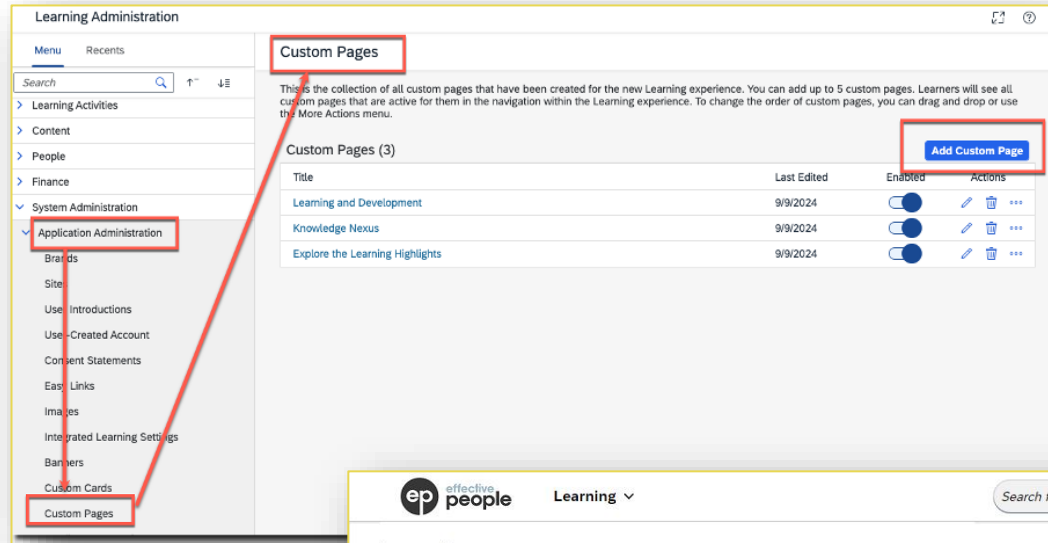 Learning Administration
Menu Recents
Search
Learning Activities
Content
People
Finance
System Administration
Application Administration
Brands
Sites
User Introductions
User-Created Account
Consent Statements
Easy Links
Images
Integrated Learning Settings
Banners
Custom Cards
Custom Pages
Custom Pages
This is the collection of all custom pages that have been created for the new Learning experience. You can add up to 5 custom pages. Learners will see all
custom pages that are active for them in the navigation within the Learning experience. To change the order of custom pages, you can drag and drop or use
the More Actions menu.
Custom Pages (3)
Add Custom Page
Title Last Edited Enabled Actions
Learning and Development 9/9/2024
Knowledge Nexus 9/9/2024
Explore the Learning Highlights 9/9/2024
ep effective people
Learning
Search